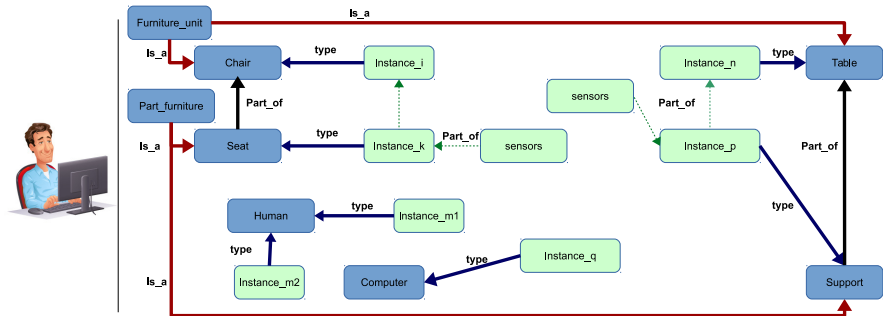 Is_a
Furniture_unit
Is_a
type
type
Chair
Instance_i
Instance_n
Table
Part_furniture
Part_of
sensors
Part_of
Is_a
type
Part_of
Part_of
Seat
Instance_k
sensors
Instance_p
type
Human
type
Instance_m1
type
type
Instance_q
Is_a
Instance_m2
Computer
Support